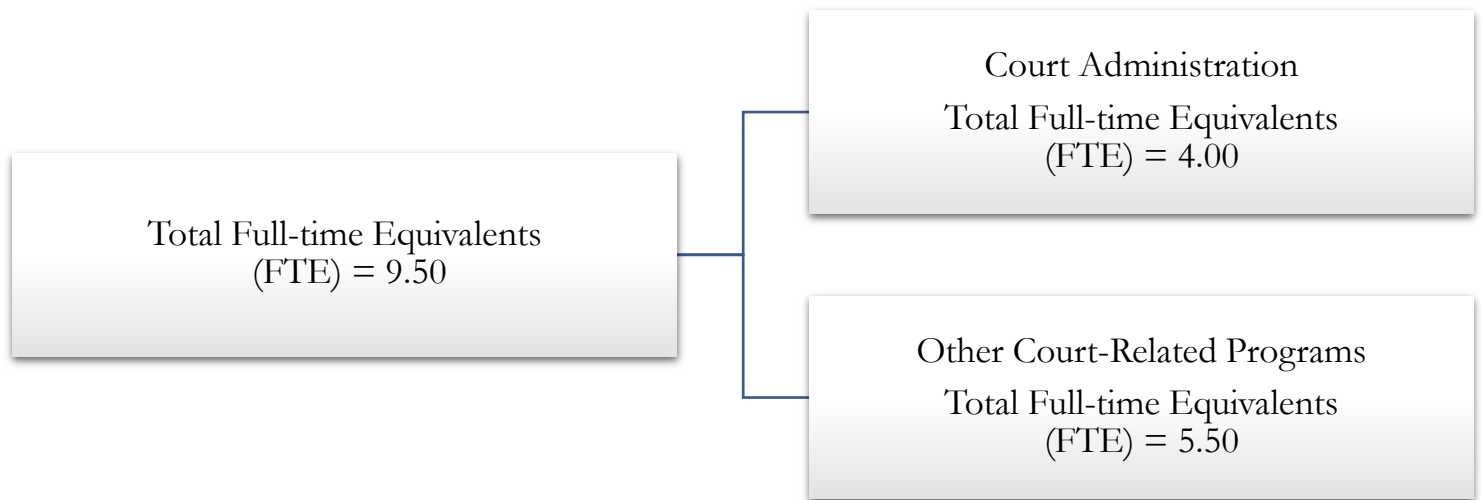 Total Full-time Equivalents
(FTE) = 9.50
Court Administration
Total Full-time Equivalents
(FTE) = 4.00
Other Court-Related Programs
Total Full-time Equivalents
(FTE) = 5.50